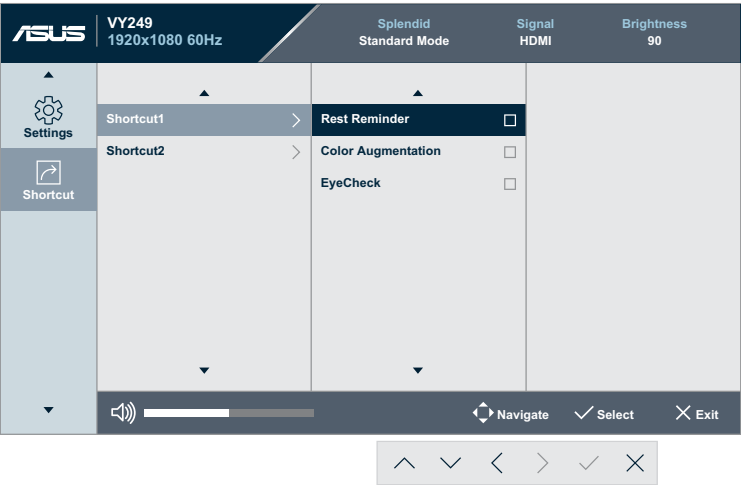 ASUS
VY249
1920x1080 60Hz
Splendid
Standard Mode
Signal
HDMI
Brightness
90
Settings
Shortcut
Shortcut1
Shortcut2
Rest Reminder
Color Augmentation
EyeCheck
Navigate
Select
Exit